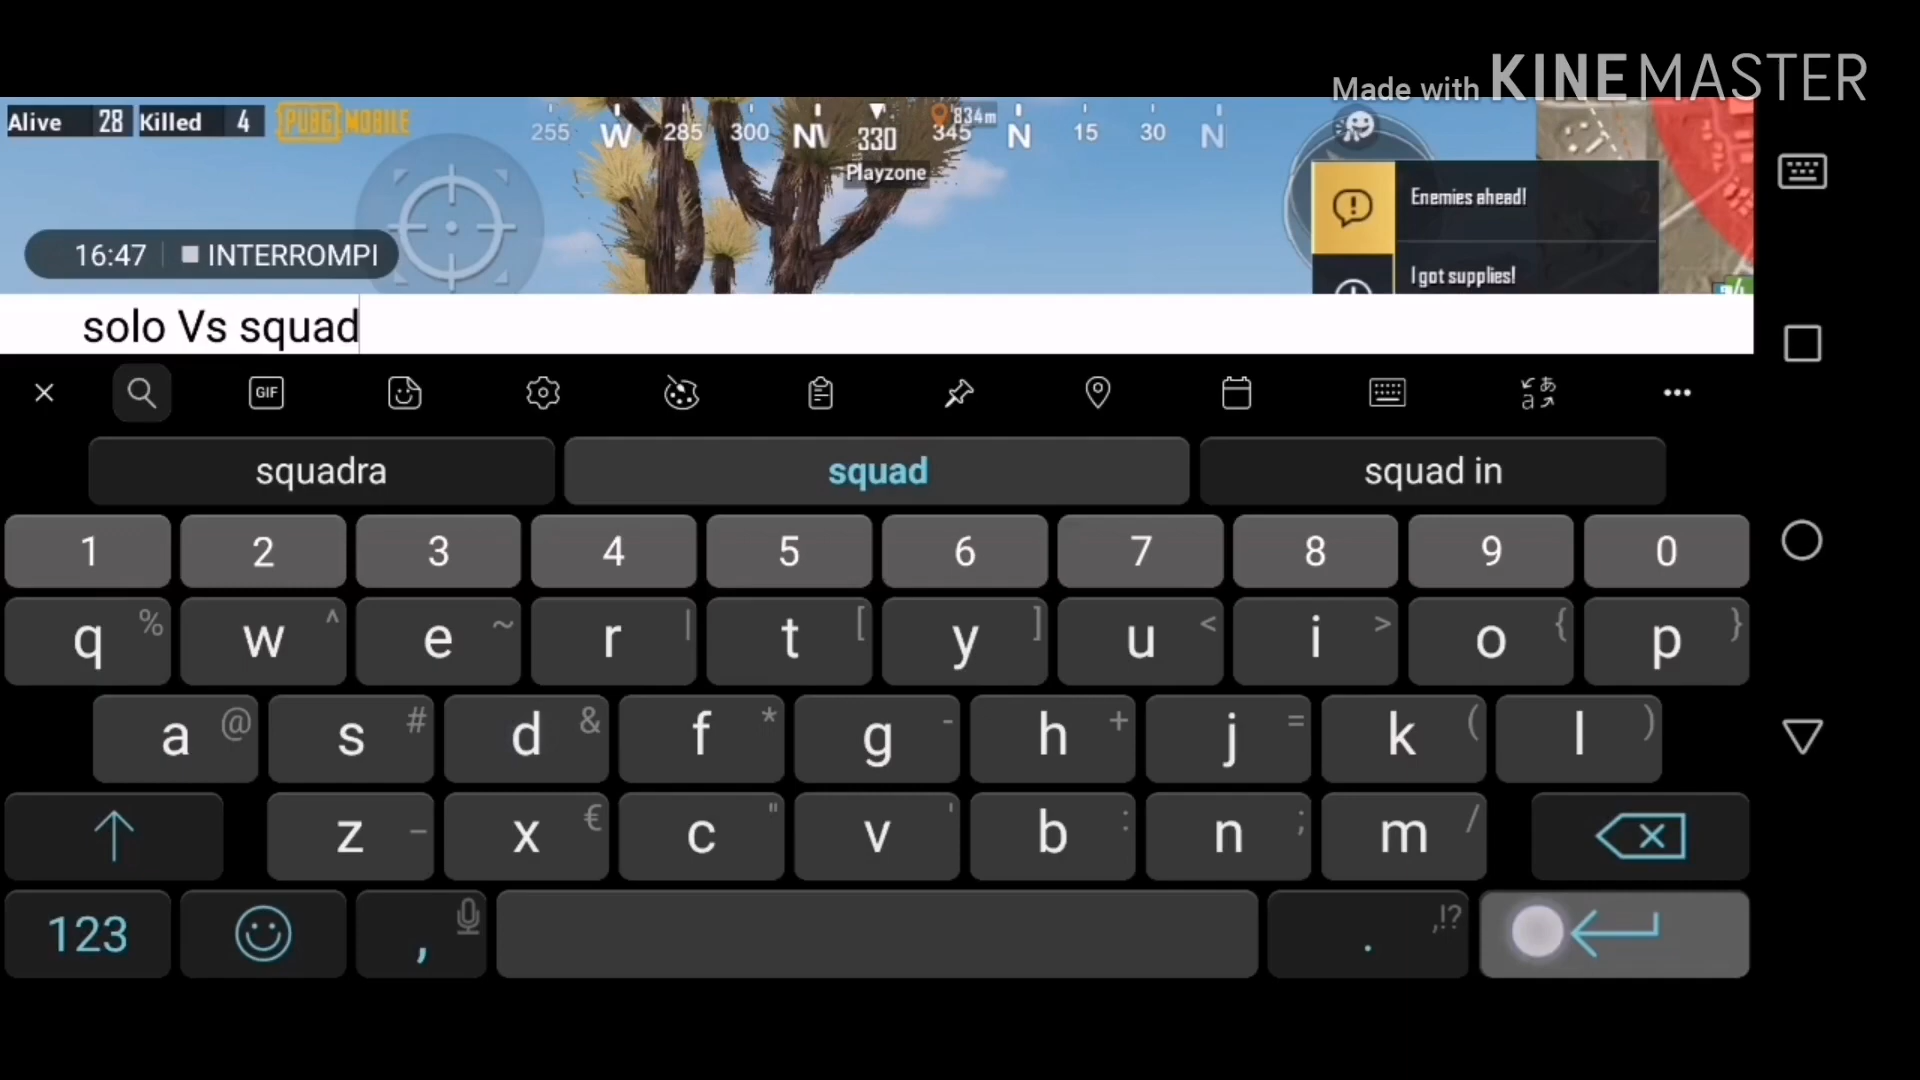 Made with KINEMASTER
Alive 28 Killed 4 PUBG MOBILE
255 W 285 300 NW 330 345 N 15 30 N
834m
Playzone
Enemies ahead!
16:47 INTERROMPI
I got supplies!
solo Vs squad
GIF
squadra squad squad in
1 2 3 4 5 6 7 8 9 0
q % w ^ e ~ r | t [ y ] u < i > o { p }
a @ s # d & f * g - h + j = k ( l )
z – x € c " v ' b : n ; m /
123 , . ,!?